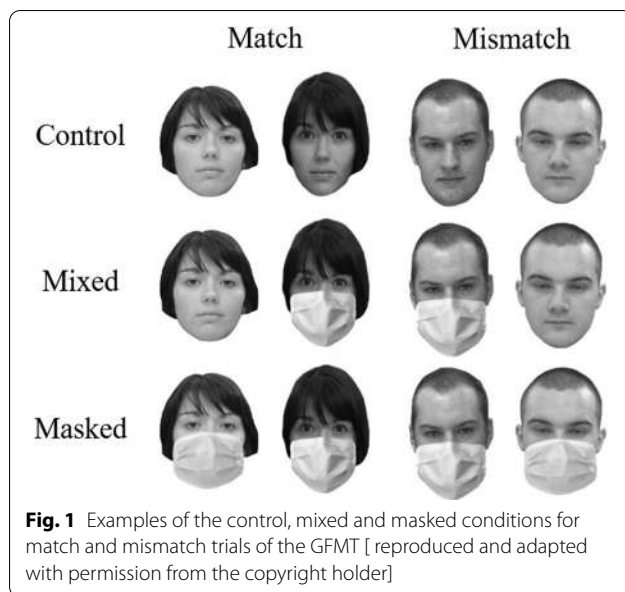 Match Mismatch
Control
Mixed
Masked
Fig. 1 Examples of the control, mixed and masked conditions for
match and mismatch trials of the GFMT [ reproduced and adapted
with permission from the copyright holder]